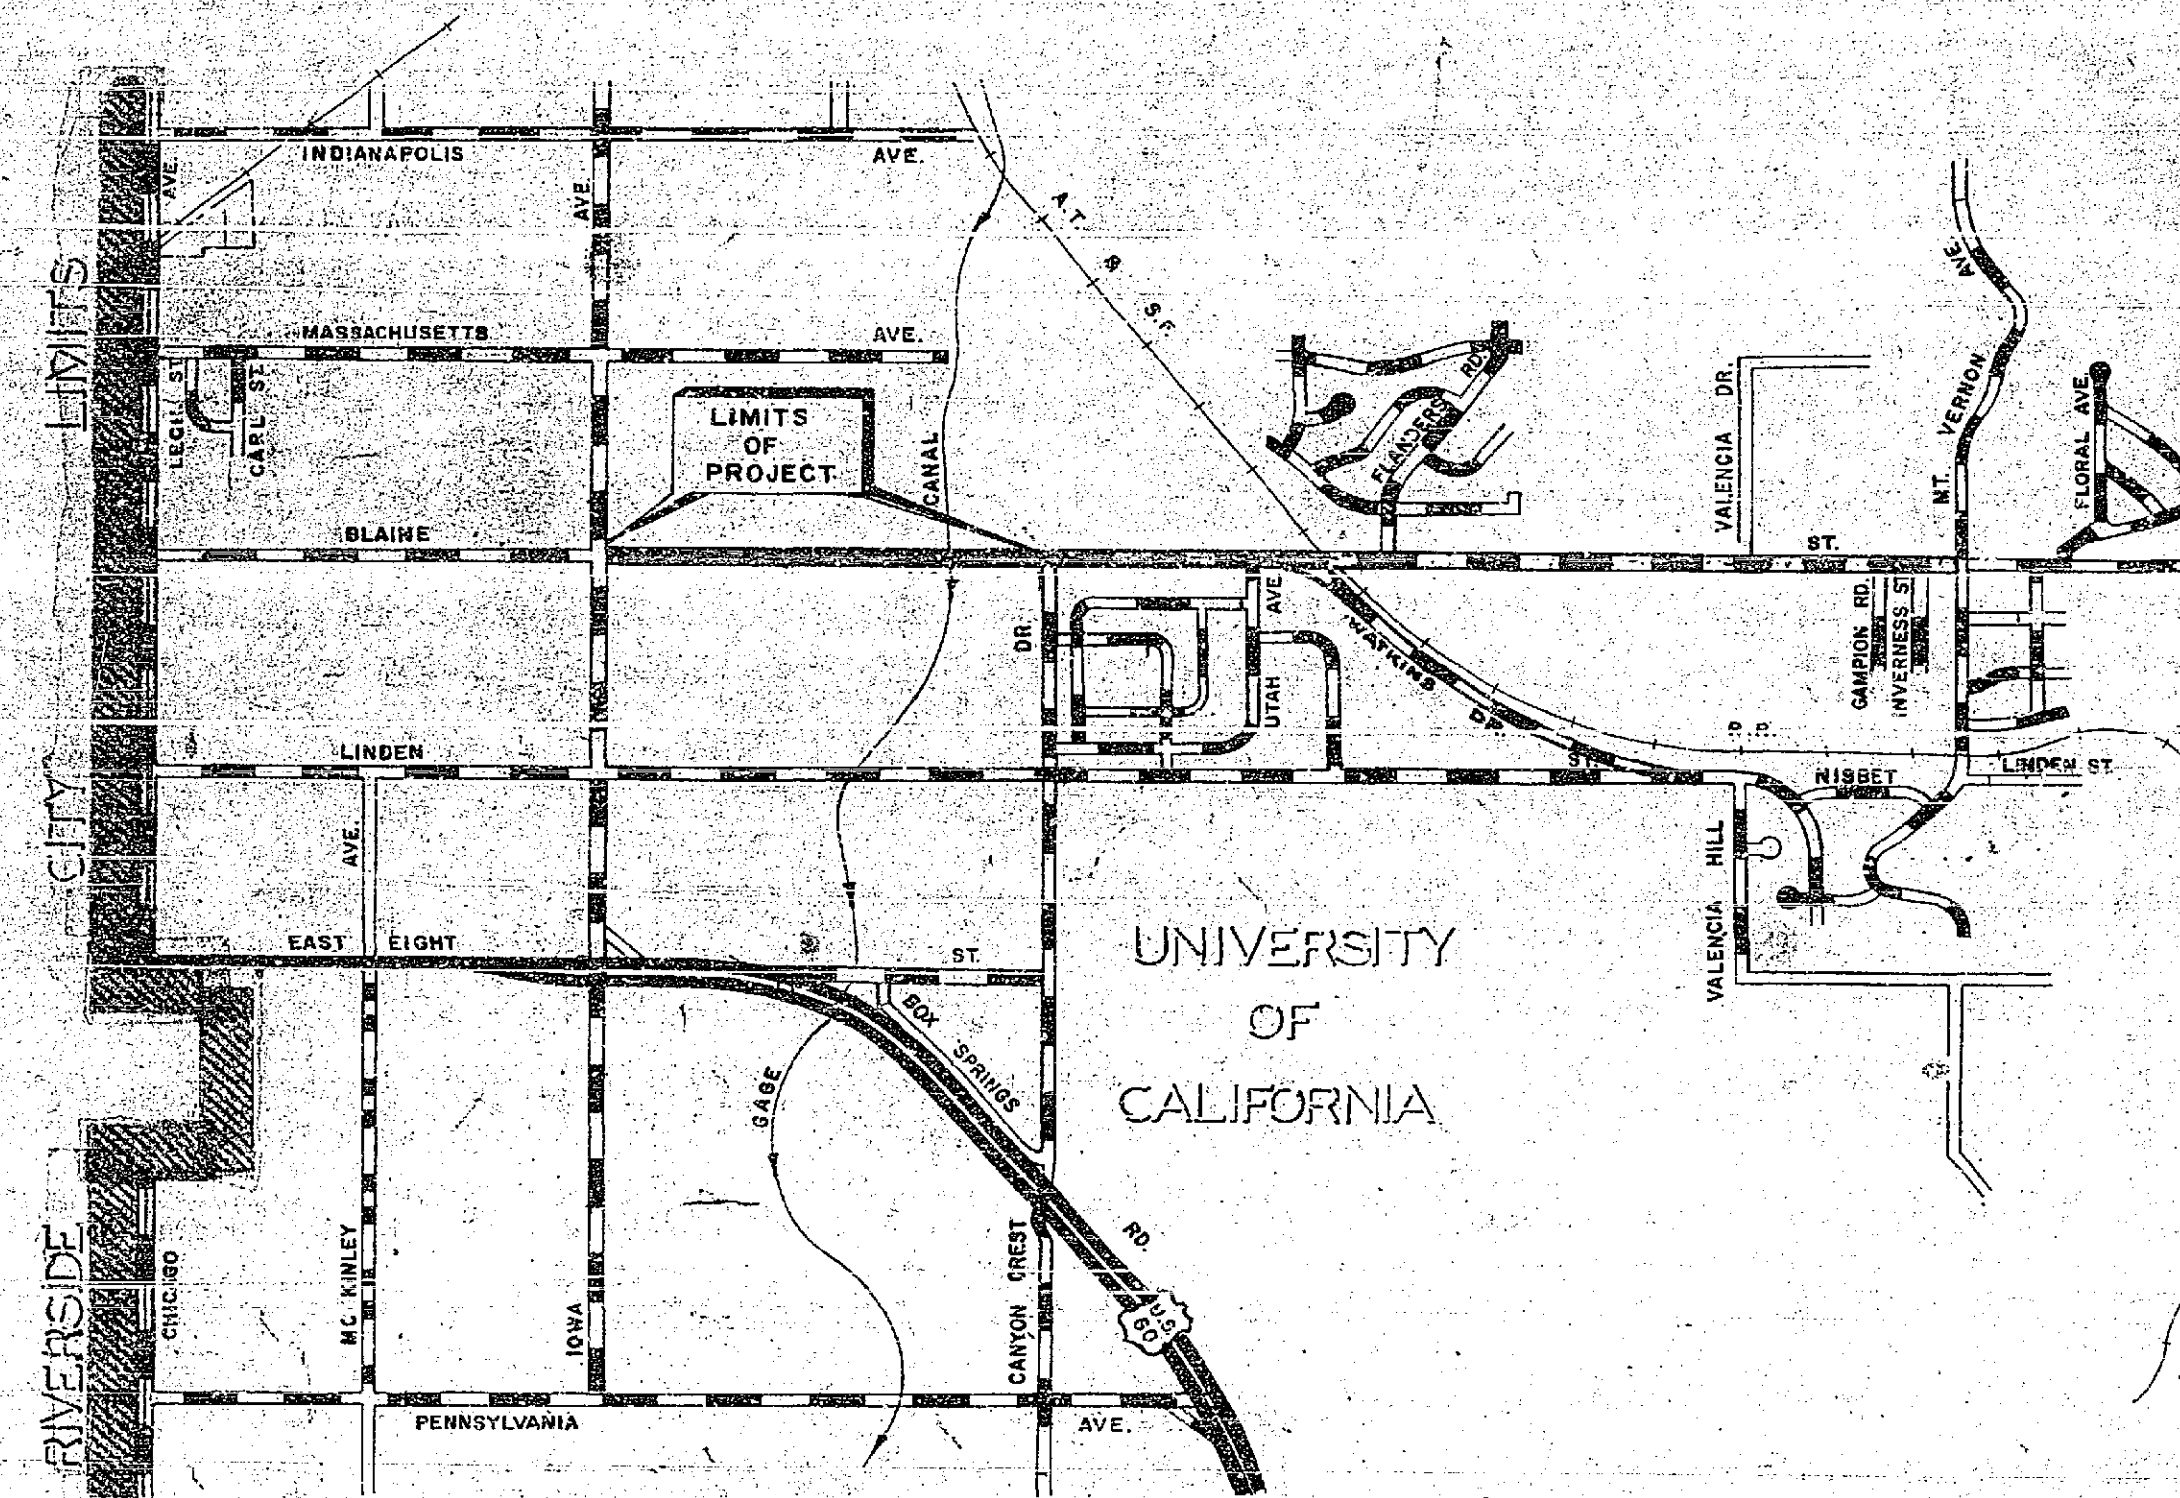 INDIANAPOLIS AVE.
AVE.
AVE.
A.T. & S.F.
R.R.
LIMITS
MASSACHUSETTS AVE.
CARL ST.
LIMITS
OF
PROJECT
CANAL
FLANDERS RD.
VALENCIA DR.
MT. VERNON AVE.
FLORAL AVE.
BLAINE ST.
DR.
UTAH AVE.
WATKINS DR.
GAMPION RD.
INVERNESS ST.
LINDEN ST.
NISBET
LINDEN ST.
CITY
AVE.
VALENCIA HILL
EAST EIGHT ST.
UNIVERSITY
OF
CALIFORNIA
BOX SPRINGS RD.
GAGE
RIVERSIDE
CHICAGO
MC KINLEY
IOWA
CANYON CREST
U.S.
60
PENNSYLVANIA AVE.